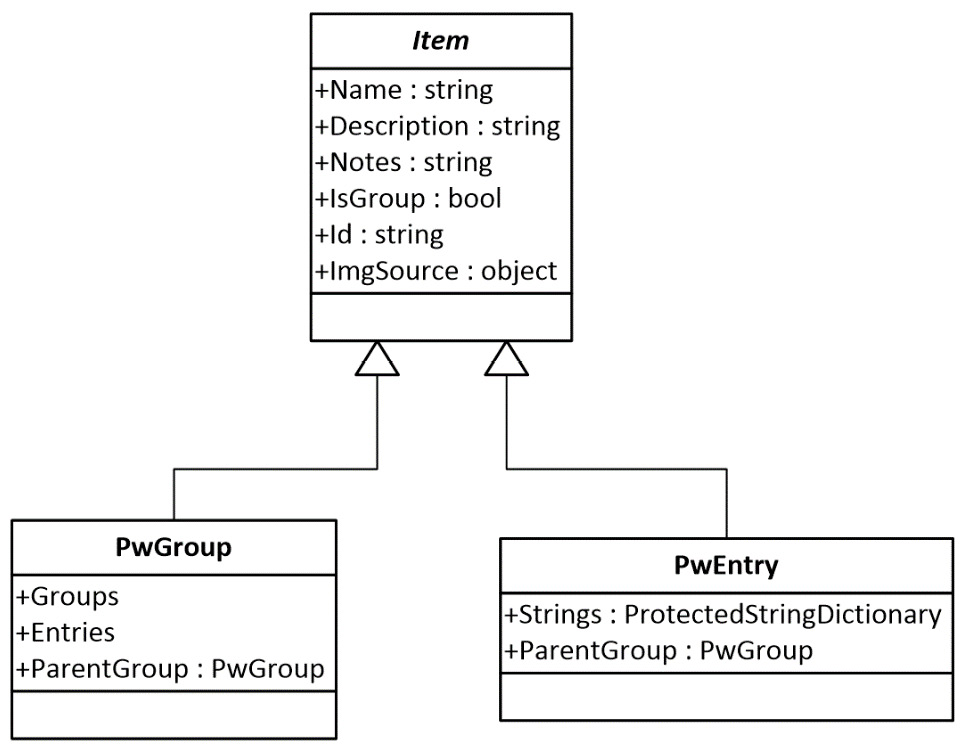 Item
+Name : string
+Description : string
+Notes : string
+IsGroup : bool
+Id : string
+ImgSource : object
PwGroup
+Groups
+Entries
+ParentGroup : PwGroup
PwEntry
+Strings : ProtectedStringDictionary
+ParentGroup : PwGroup